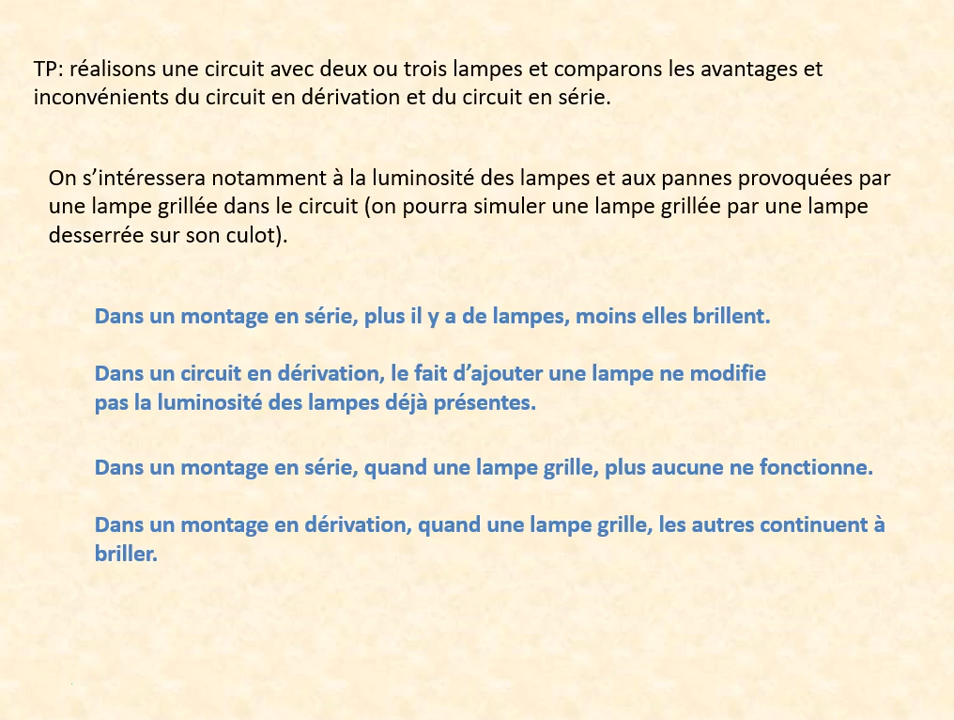 TP: réalisons une circuit avec deux ou trois lampes et comparons les avantages et
inconvénients du circuit en dérivation et du circuit en série.
On s’intéressera notamment à la luminosité des lampes et aux pannes provoquées par
une lampe grillée dans le circuit (on pourra simuler une lampe grillée par une lampe
desserrée sur son culot).
Dans un montage en série, plus il y a de lampes, moins elles brillent.
Dans un circuit en dérivation, le fait d’ajouter une lampe ne modifie
pas la luminosité des lampes déjà présentes.
Dans un montage en série, quand une lampe grille, plus aucune ne fonctionne.
Dans un montage en dérivation, quand une lampe grille, les autres continuent à
briller.